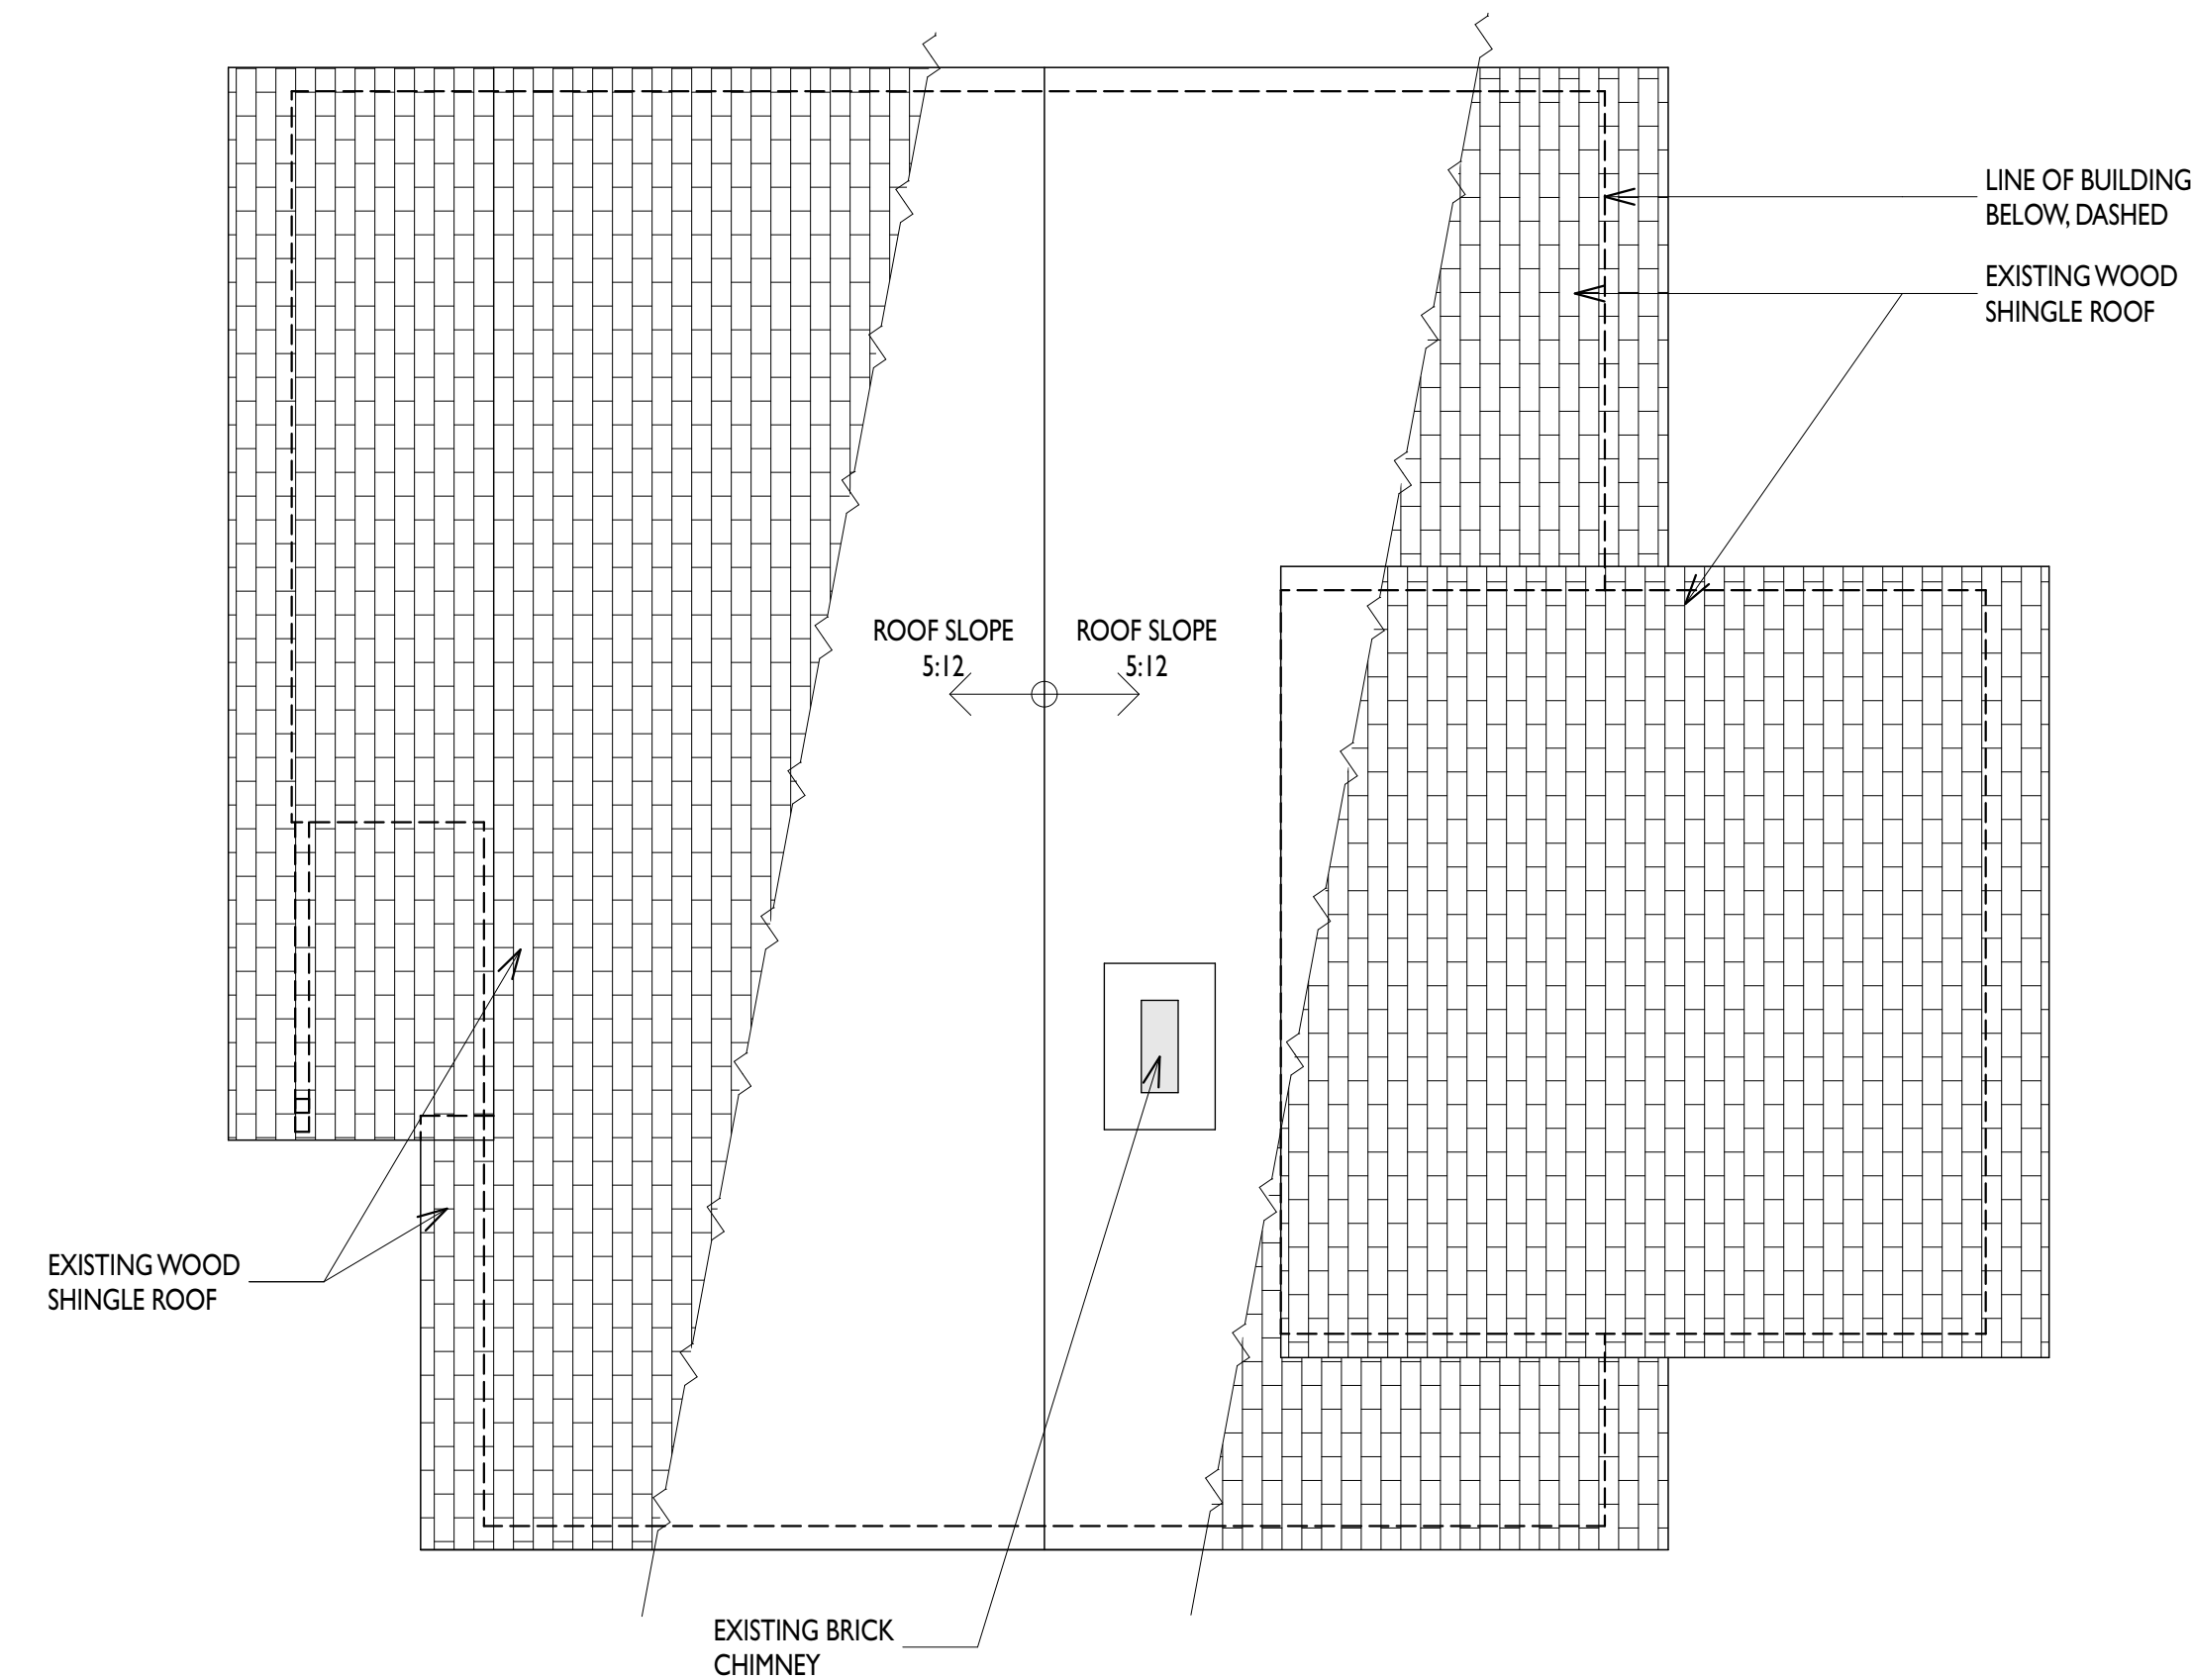 LINE OF BUILDING
BELOW, DASHED
EXISTING WOOD
SHINGLE ROOF
ROOF SLOPE
5:12
ROOF SLOPE
5:12
EXISTING WOOD
SHINGLE ROOF
EXISTING BRICK
CHIMNEY